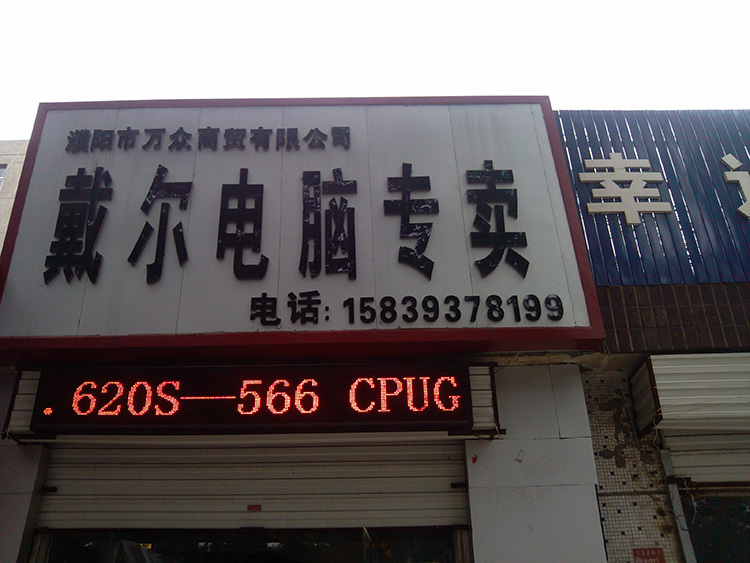 濮阳市万众商贸有限公司
戴尔电脑专卖
电话: 15839378199
. 620S—566 CPUG
幸运